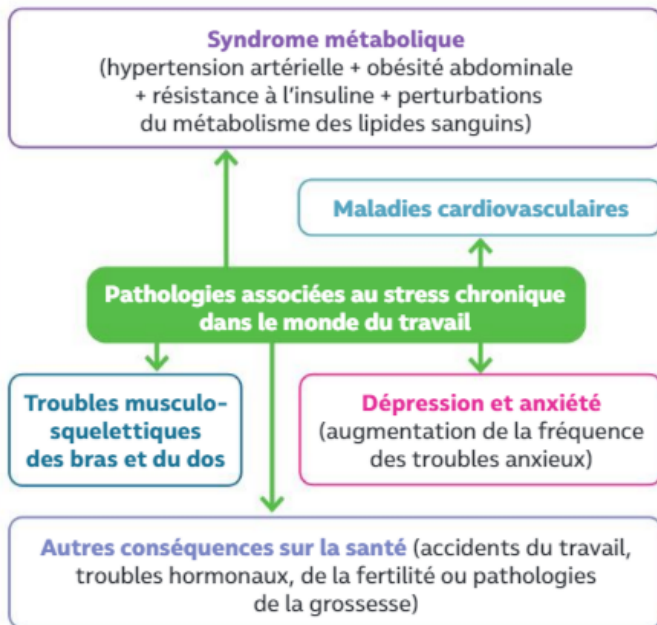 Syndrome métabolique
(hypertension artérielle + obésité abdominale
+ résistance à l'insuline + perturbations
du métabolisme des lipides sanguins)
Maladies cardiovasculaires
Pathologies associées au stress chronique
dans le monde du travail
Troubles musculo-
squelettiques
des bras et du dos
Dépression et anxiété
(augmentation de la fréquence
des troubles anxieux)
Autres conséquences sur la santé (accidents du travail,
troubles hormonaux, de la fertilité ou pathologies
de la grossesse)